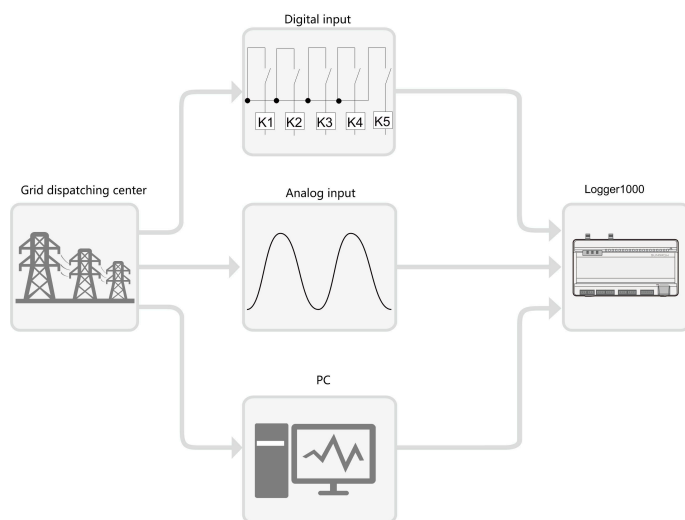 Digital input
K1 K2 K3 K4 K5
Grid dispatching center
Analog input
Logger1000
PC